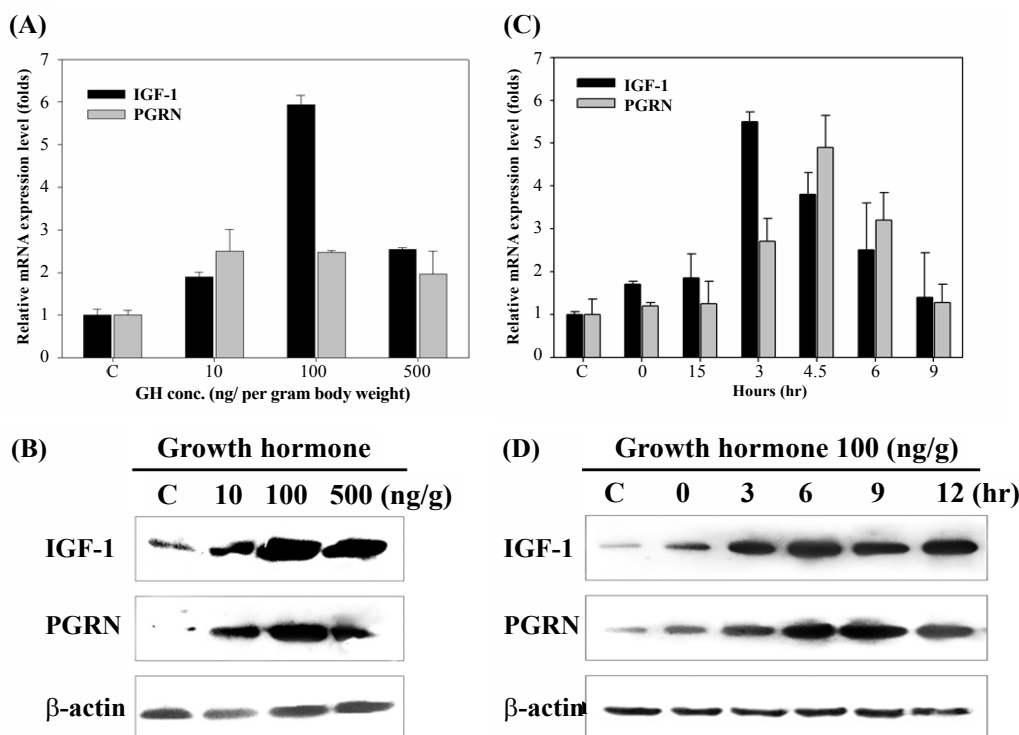 (A)
Relative mRNA expression level (folds)
7
6
5
4
3
2
1
0
IGF-1
PGRN
C 10 100 500
GH conc. (ng/ per gram body weight)
(C)
Relative mRNA expression level (folds)
7
6
5
4
3
2
1
0
IGF-1
PGRN
C 0 15 3 4.5 6 9
Hours (hr)
(B)
Growth hormone
C 10 100 500 (ng/g)
IGF-1
PGRN
β-actin
(D)
Growth hormone 100 (ng/g)
C 0 3 6 9 12 (hr)
IGF-1
PGRN
β-actin